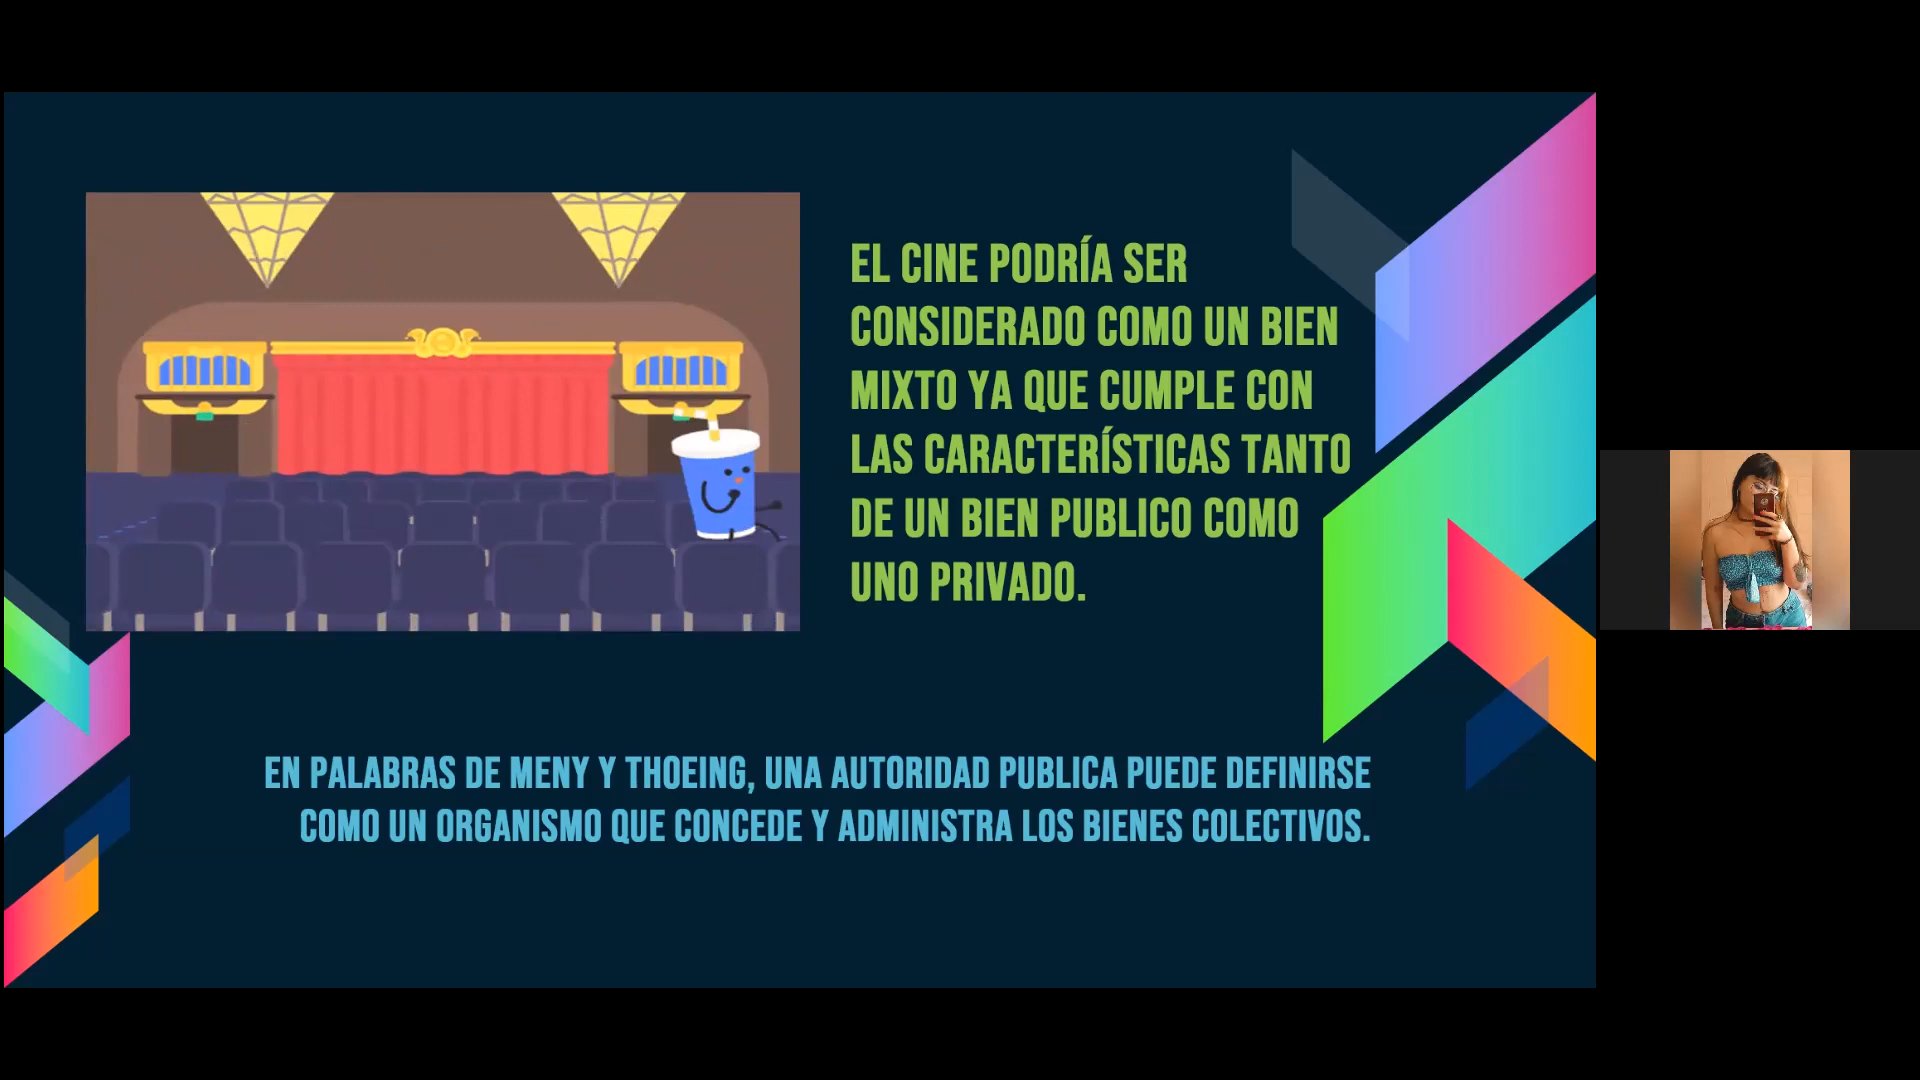 EL CINE PODRÍA SER
CONSIDERADO COMO UN BIEN
MIXTO YA QUE CUMPLE CON
LAS CARACTERÍSTICAS TANTO
DE UN BIEN PUBLICO COMO
UNO PRIVADO.
EN PALABRAS DE MENY Y THOEING, UNA AUTORIDAD PUBLICA PUEDE DEFINIRSE
COMO UN ORGANISMO QUE CONCEDE Y ADMINISTRA LOS BIENES COLECTIVOS.